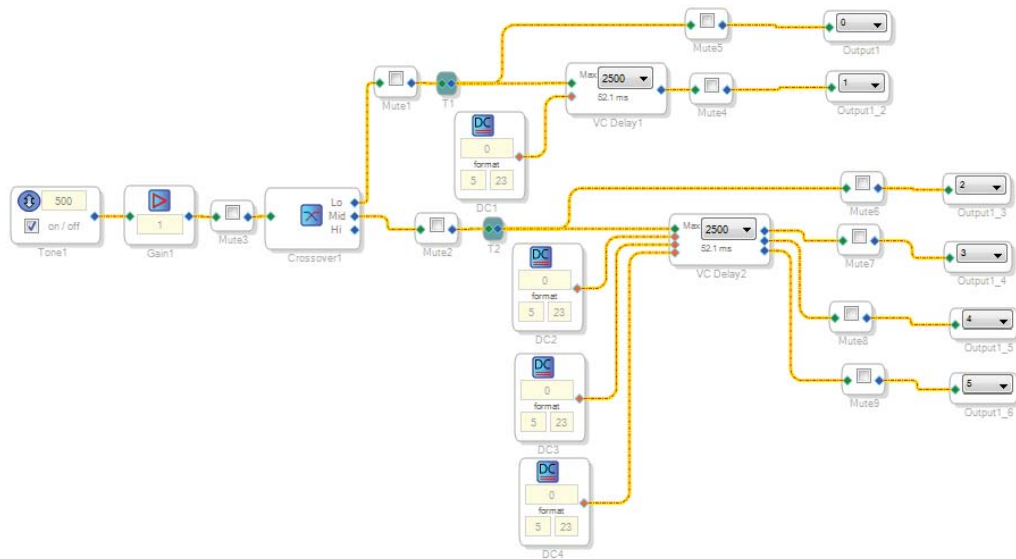 0
Mute5
Output1
Max 2500
52.1 ms
VC Delay1
Mute1
T1
Mute4
1
Output1_2
DC
0
format
5 23
DC1
500
on / off
Tone1
1
Gain1
Mute3
Lo
Mid
Hi
Crossover1
Mute2
T2
Mute6
2
Output1_3
Max 2500
52.1 ms
VC Delay2
Mute7
3
Output1_4
DC
0
format
5 23
DC2
Mute8
4
Output1_5
DC
0
format
5 23
DC3
Mute9
5
Output1_6
DC
0
format
5 23
DC4